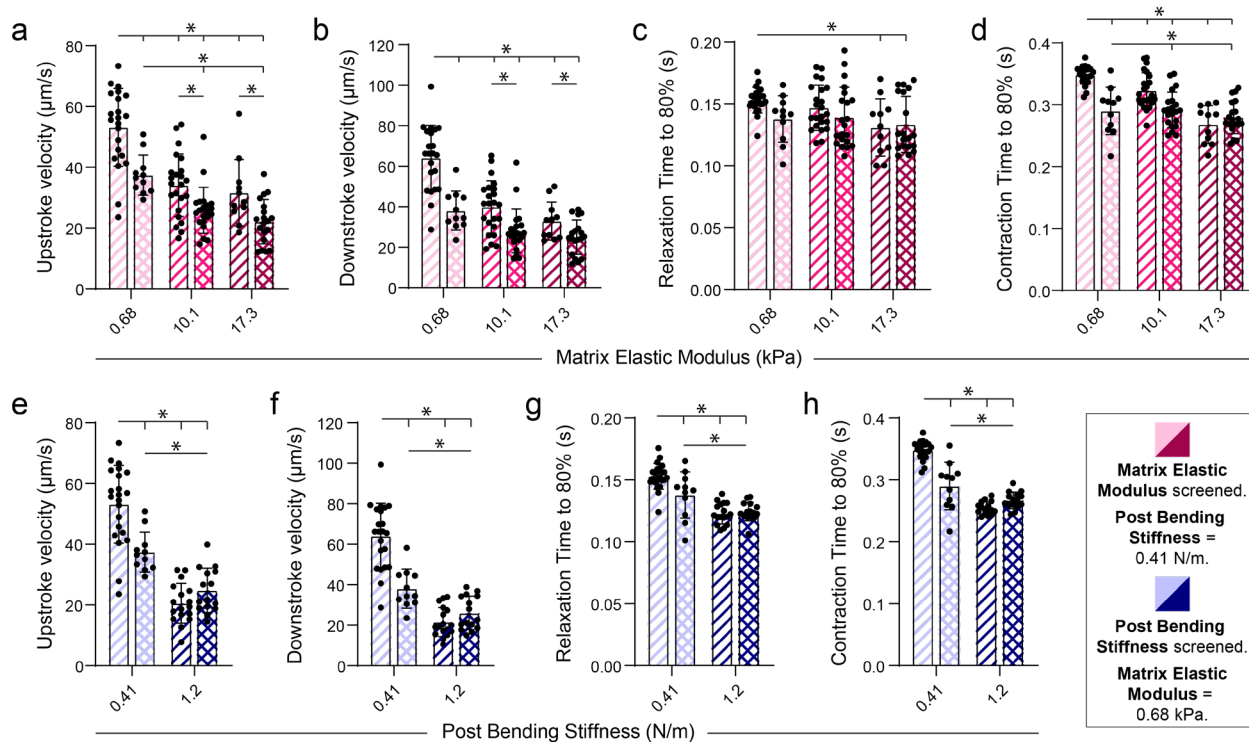 a
*
*
*
*
Upstroke velocity (µm/s)
80
60
40
20
0
0.68
10.1
17.3
b
*
*
*
Downstroke velocity (µm/s)
120
100
80
60
40
20
0
0.68
10.1
17.3
c
*
Relaxation Time to 80% (s)
0.20
0.15
0.10
0.05
0.00
0.68
10.1
17.3
d
*
*
Contraction Time to 80% (s)
0.4
0.3
0.2
0.1
0.0
0.68
10.1
17.3
Matrix Elastic Modulus (kPa)
e
*
*
Upstroke velocity (µm/s)
80
60
40
20
0
0.41
1.2
f
*
*
Downstroke velocity (µm/s)
120
100
80
60
40
20
0
0.41
1.2
g
*
*
Relaxation Time to 80% (s)
0.20
0.15
0.10
0.05
0.00
0.41
1.2
h
*
*
Contraction Time to 80% (s)
0.4
0.3
0.2
0.1
0.0
0.41
1.2
Post Bending Stiffness (N/m)
Matrix Elastic
Modulus screened.
Post Bending
Stiffness =
0.41 N/m.
Post Bending
Stiffness screened.
Matrix Elastic
Modulus =
0.68 kPa.